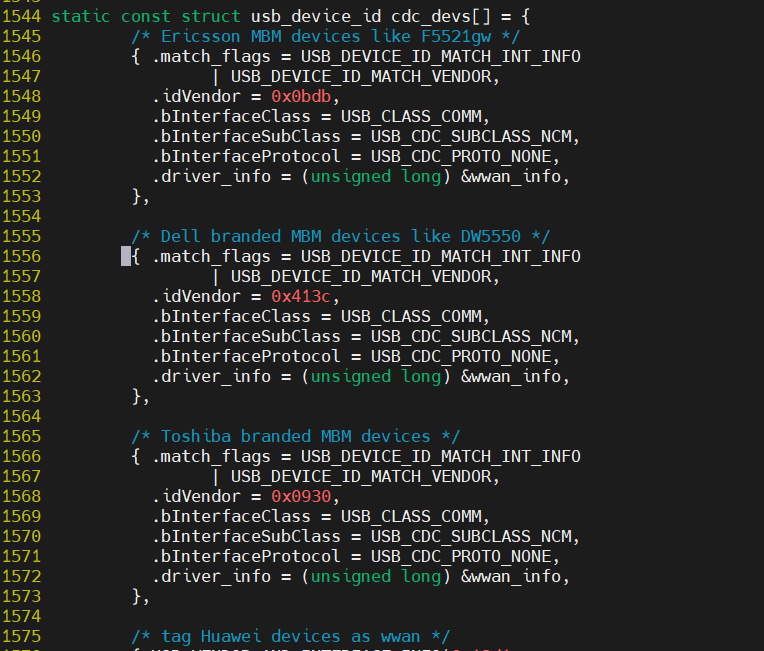 1544 static const struct usb_device_id cdc_devs[] = {
1545         /* Ericsson MBM devices like F5521gw */
1546         { .match_flags = USB_DEVICE_ID_MATCH_INT_INFO
1547                 | USB_DEVICE_ID_MATCH_VENDOR,
1548           .idVendor = 0x0bdb,
1549           .bInterfaceClass = USB_CLASS_COMM,
1550           .bInterfaceSubClass = USB_CDC_SUBCLASS_NCM,
1551           .bInterfaceProtocol = USB_CDC_PROTO_NONE,
1552           .driver_info = (unsigned long) &wwan_info,
1553         },
1554
1555         /* Dell branded MBM devices like DW5550 */
1556         { .match_flags = USB_DEVICE_ID_MATCH_INT_INFO
1557                 | USB_DEVICE_ID_MATCH_VENDOR,
1558           .idVendor = 0x413c,
1559           .bInterfaceClass = USB_CLASS_COMM,
1560           .bInterfaceSubClass = USB_CDC_SUBCLASS_NCM,
1561           .bInterfaceProtocol = USB_CDC_PROTO_NONE,
1562           .driver_info = (unsigned long) &wwan_info,
1563         },
1564
1565         /* Toshiba branded MBM devices */
1566         { .match_flags = USB_DEVICE_ID_MATCH_INT_INFO
1567                 | USB_DEVICE_ID_MATCH_VENDOR,
1568           .idVendor = 0x0930,
1569           .bInterfaceClass = USB_CLASS_COMM,
1570           .bInterfaceSubClass = USB_CDC_SUBCLASS_NCM,
1571           .bInterfaceProtocol = USB_CDC_PROTO_NONE,
1572           .driver_info = (unsigned long) &wwan_info,
1573         },
1574
1575         /* tag Huawei devices as wwan */